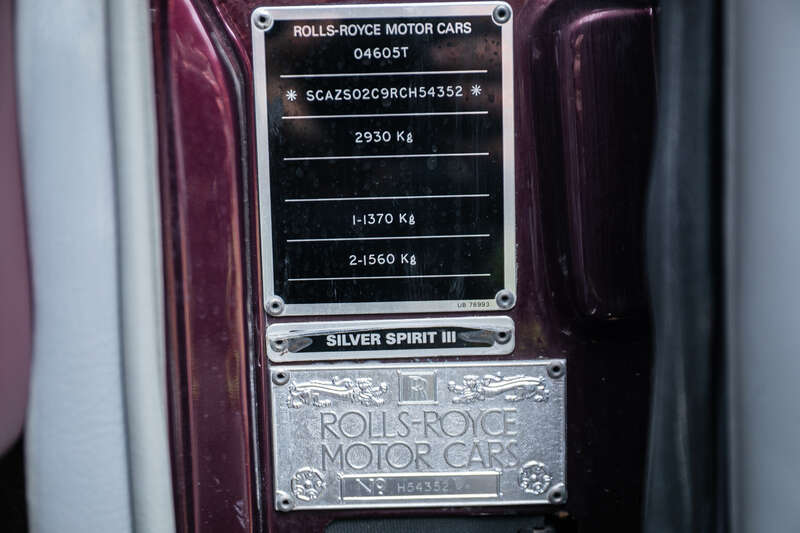 ROLLS-ROYCE MOTOR CARS
04605T
* SCAZS02C9RCH54352 *
2930 Kg
1-1370 Kg
2-1560 Kg
UB 76993
SILVER SPIRIT III
ROLLS-ROYCE
MOTOR CARS
Nº H54352